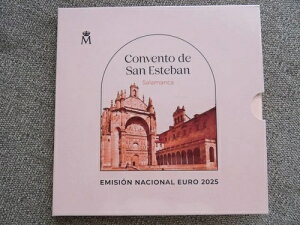 M
Convento de
San Esteban
Salamanca
EMISIÓN NACIONAL EURO 2025